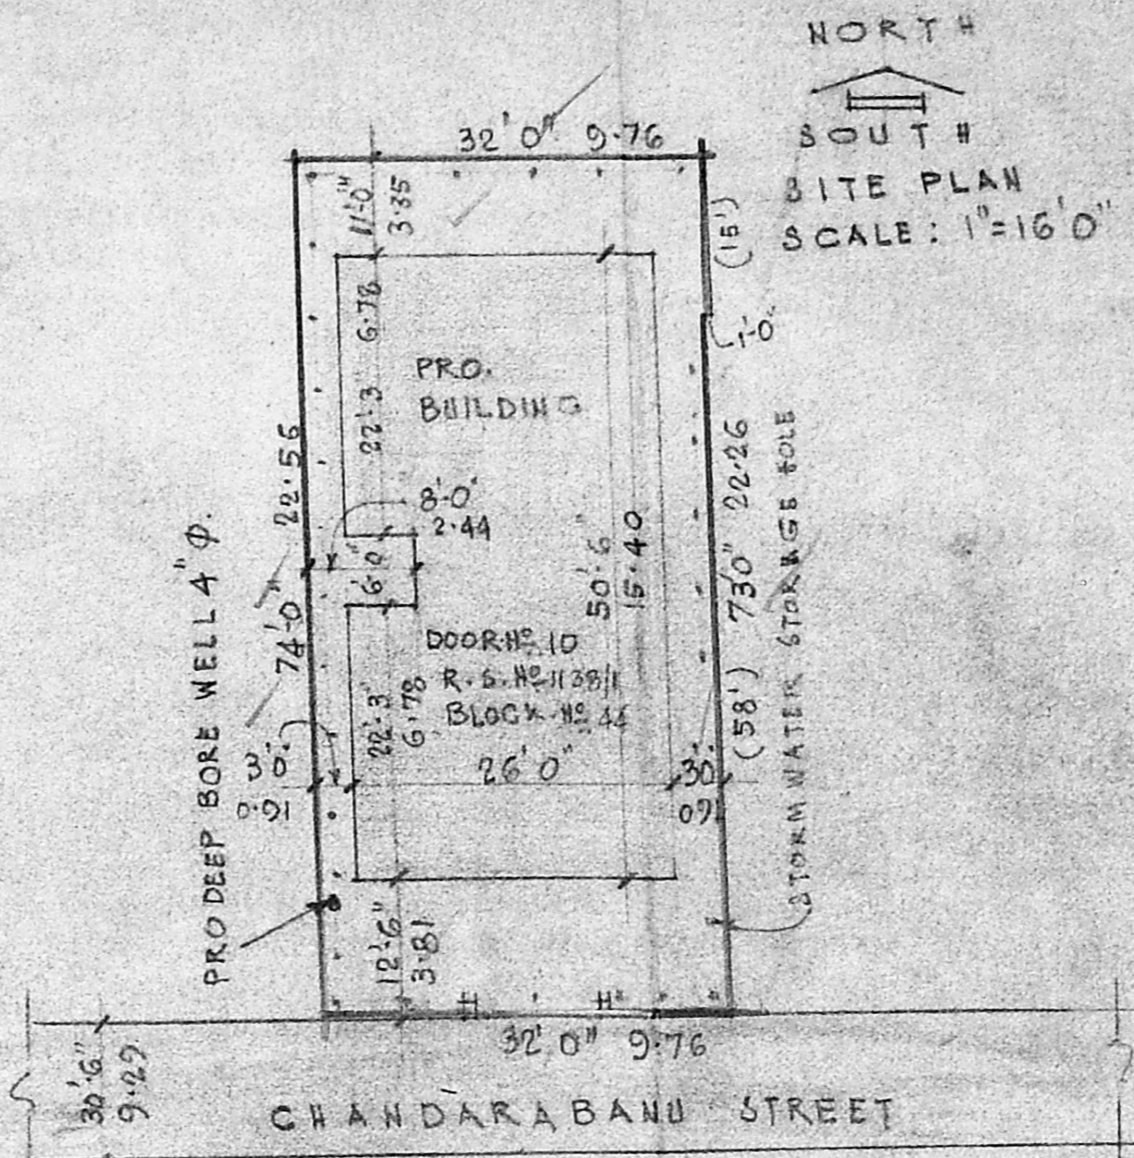 NORTH
SOUTH
SITE PLAN
SCALE: 1"=16'0"
32'0" 9.76
11'-0"
3.35
(15')
1'-0"
22'.3" 6.78
PRO.
BUILDING
8'-0"
2.44
6'-0"
50'.6"
15.40
74'-0" 22.56
(58') 73'0" 22.26
STORM WATER STORAGE HOLE
PRO DEEP BORE WELL 4" Φ.
DOOR Nº 10
R.S. Nº 1138/1
BLOCK Nº 44
22'.3"
6.78
26'0"
3'0"
0.91
3'0"
0.91
12'.6"
3.81
32'0" 9.76
30'.6"
9.29
CHANDARABANU STREET